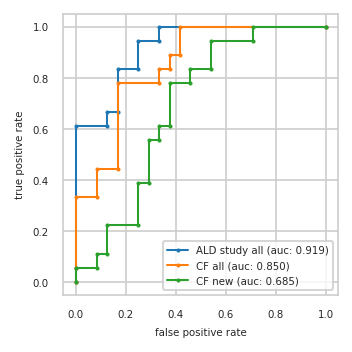 1.0
0.8
0.6
0.4
0.2
0.0
true positive rate
ALD study all (auc: 0.919)
CF all (auc: 0.850)
CF new (auc: 0.685)
0.0 0.2 0.4 0.6 0.8 1.0
false positive rate